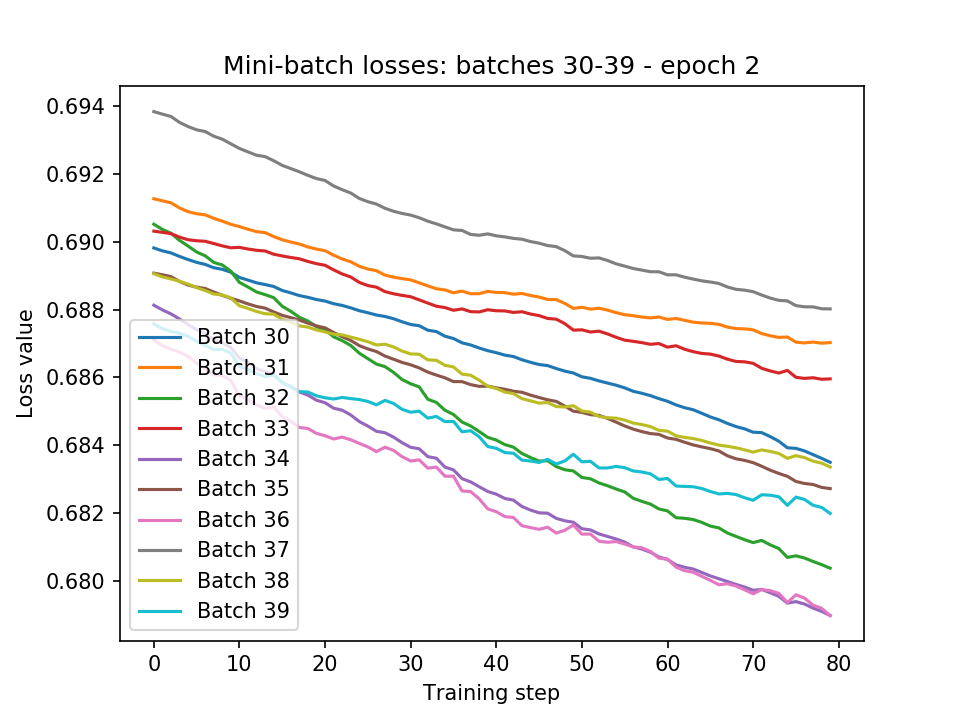 Mini-batch losses: batches 30-39 - epoch 2
Loss value
0.694
0.692
0.690
0.688
0.686
0.684
0.682
0.680
Batch 30
Batch 31
Batch 32
Batch 33
Batch 34
Batch 35
Batch 36
Batch 37
Batch 38
Batch 39
0 10 20 30 40 50 60 70 80
Training step